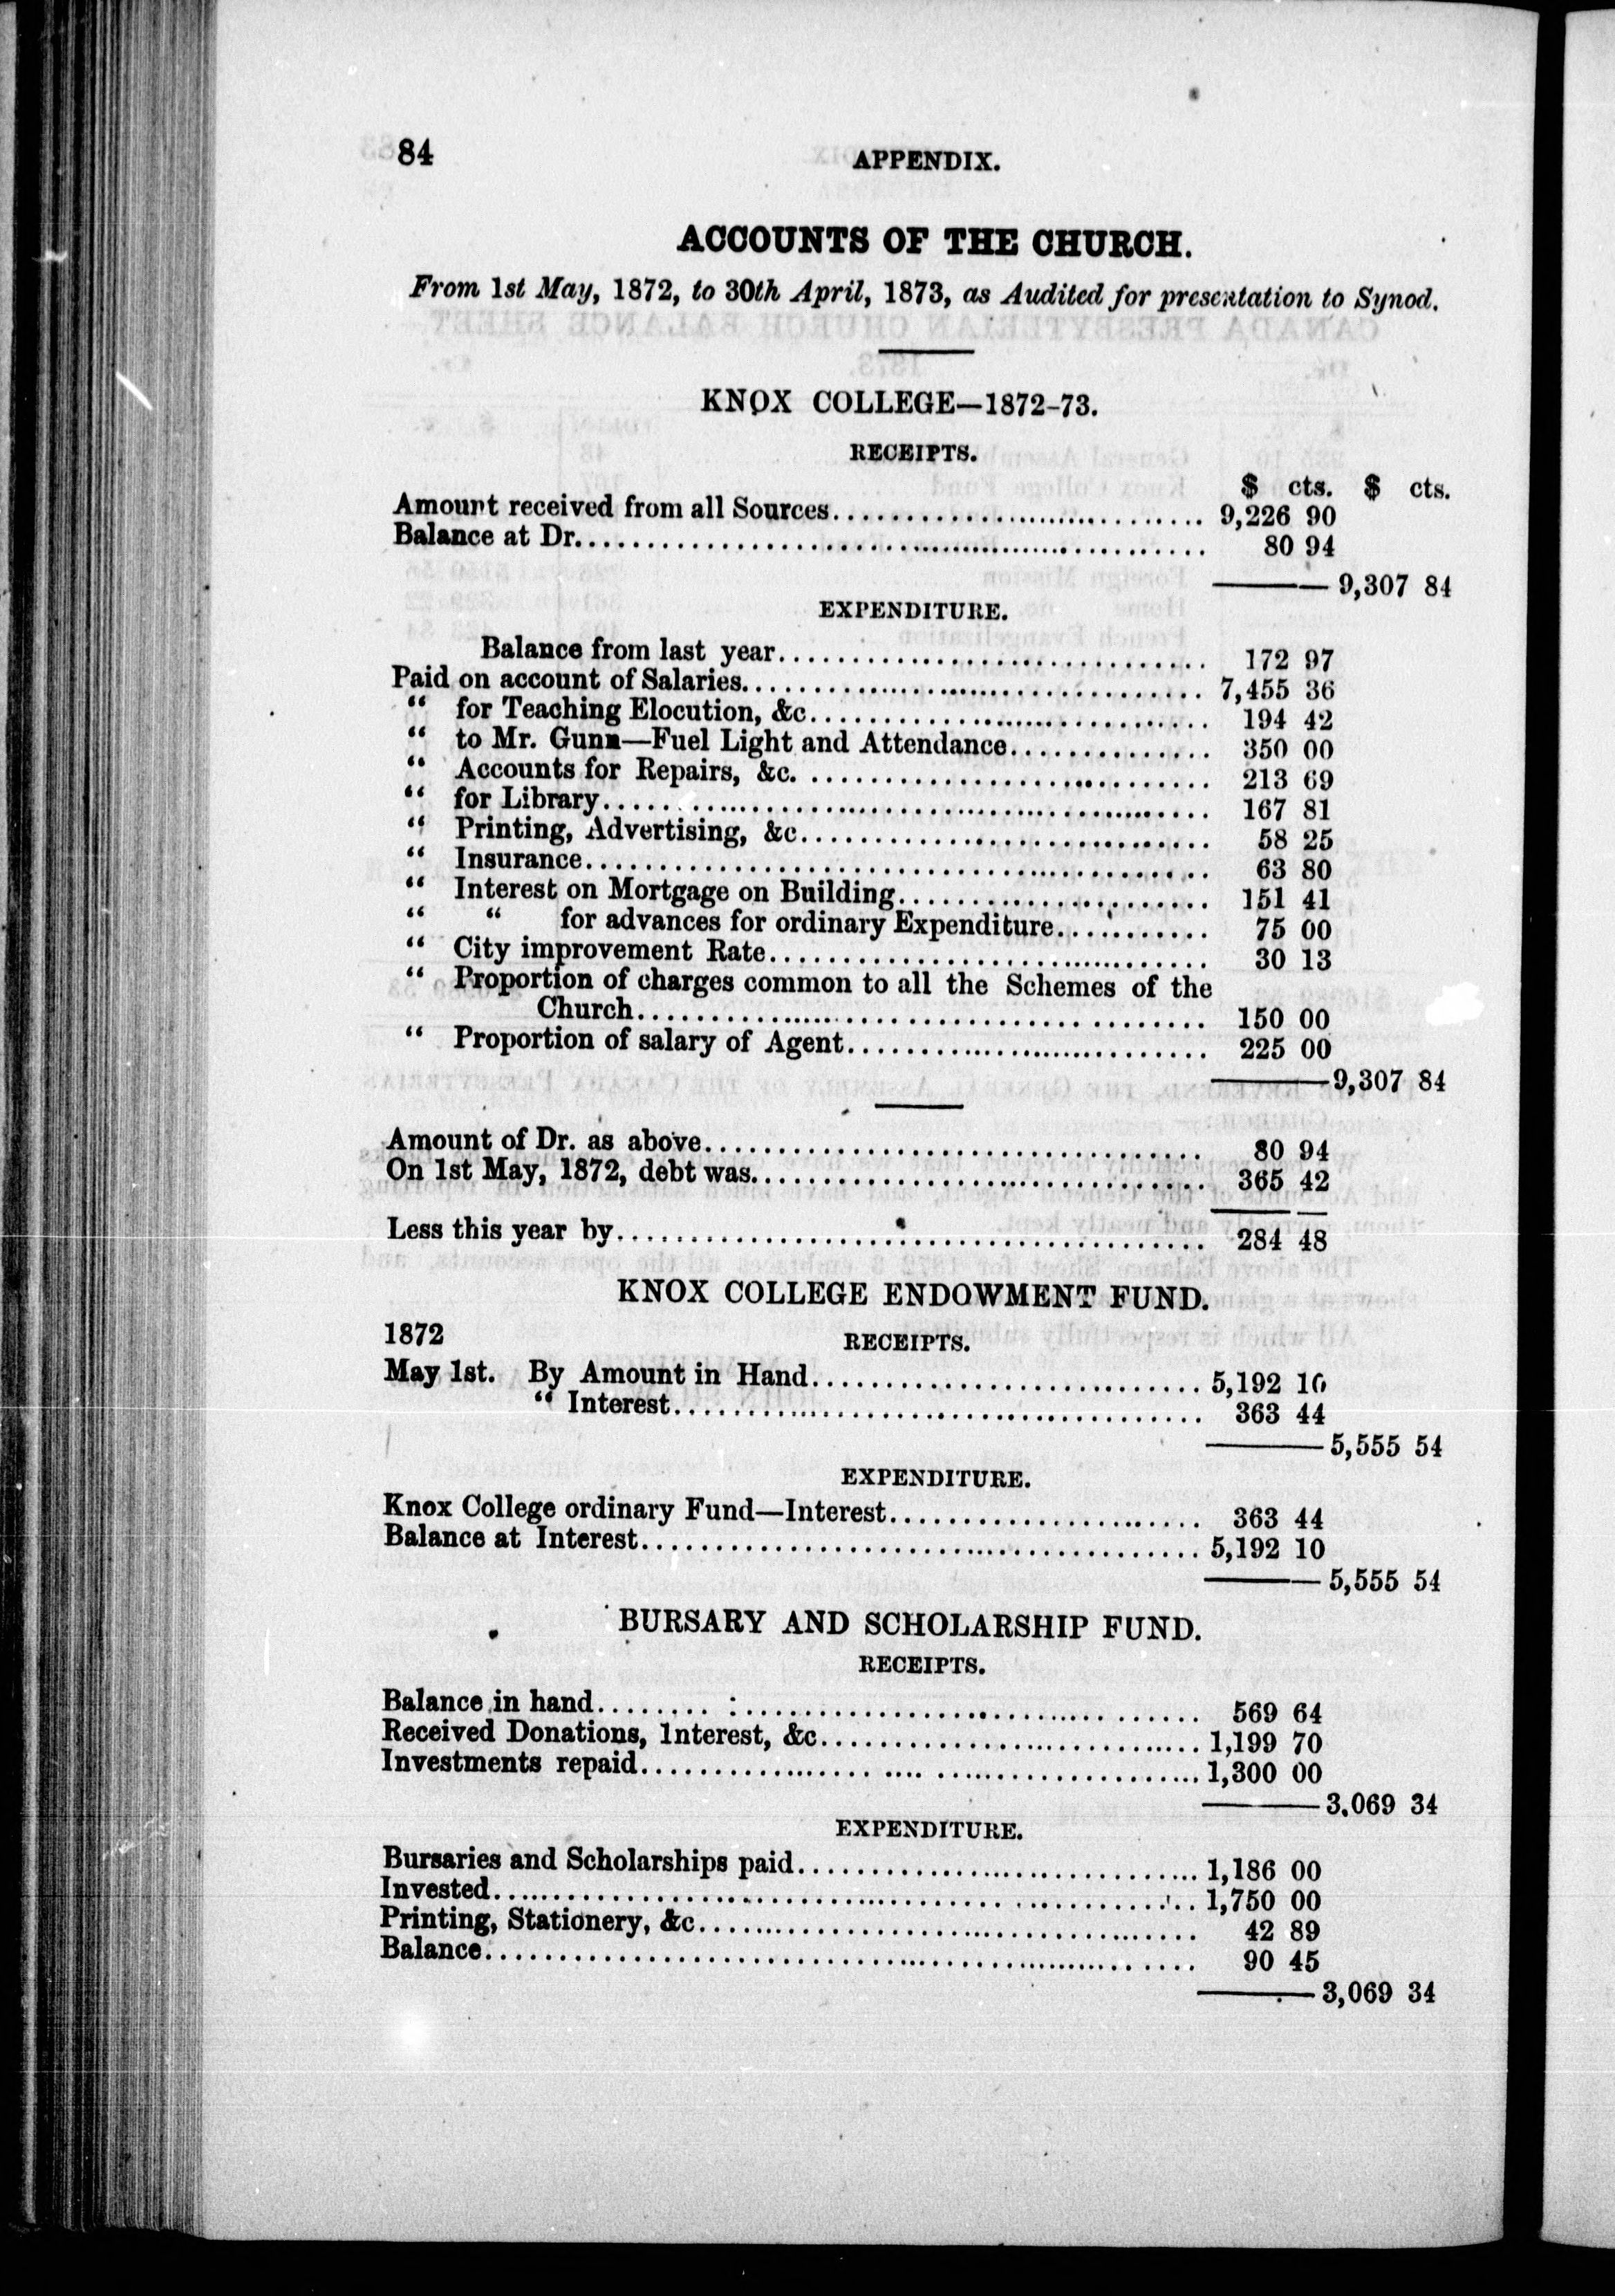 84
APPENDIX.
ACCOUNTS OF THE CHURCH.
From 1st May, 1872, to 30th April, 1873, as Audited for presentation to Synod.
KNOX COLLEGE—1872-73.
RECEIPTS.
$ cts. $ cts.
Amount received from all Sources........ 9,226 90
Balance at Dr........ 80 94
9,307 84
EXPENDITURE.
Balance from last year........ 172 97
Paid on account of Salaries........ 7,455 36
“ for Teaching Elocution, &c........ 194 42
“ to Mr. Gunn—Fuel Light and Attendance........ 350 00
“ Accounts for Repairs, &c. ........ 213 69
“ for Library........ 167 81
“ Printing, Advertising, &c........ 58 25
“ Insurance........ 63 80
“ Interest on Mortgage on Building........ 151 41
“ “ for advances for ordinary Expenditure........ 75 00
“ City improvement Rate........ 30 13
“ Proportion of charges common to all the Schemes of the
Church........ 150 00
“ Proportion of salary of Agent........ 225 00
9,307 84
Amount of Dr. as above........ 80 94
On 1st May, 1872, debt was........ 365 42
Less this year by........ 284 48
KNOX COLLEGE ENDOWMENT FUND.
1872
RECEIPTS.
May 1st. By Amount in Hand........ 5,192 10
“ Interest........ 363 44
5,555 54
EXPENDITURE.
Knox College ordinary Fund—Interest........ 363 44
Balance at Interest........ 5,192 10
5,555 54
BURSARY AND SCHOLARSHIP FUND.
RECEIPTS.
Balance in hand........ 569 64
Received Donations, Interest, &c........ 1,199 70
Investments repaid........ 1,300 00
3,069 34
EXPENDITURE.
Bursaries and Scholarships paid........ 1,186 00
Invested........ 1,750 00
Printing, Stationery, &c........ 42 89
Balance........ 90 45
3,069 34